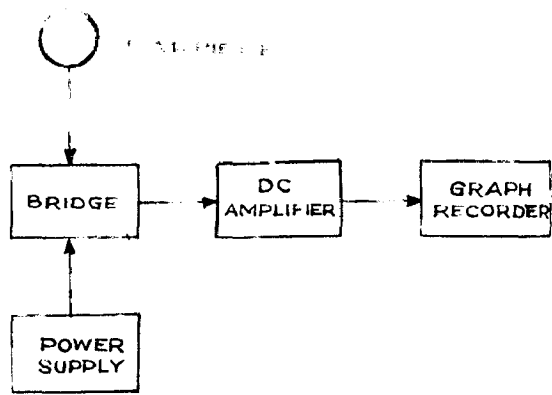 BRIDGE
DC
AMPLIFIER
GRAPH
RECORDER
POWER
SUPPLY